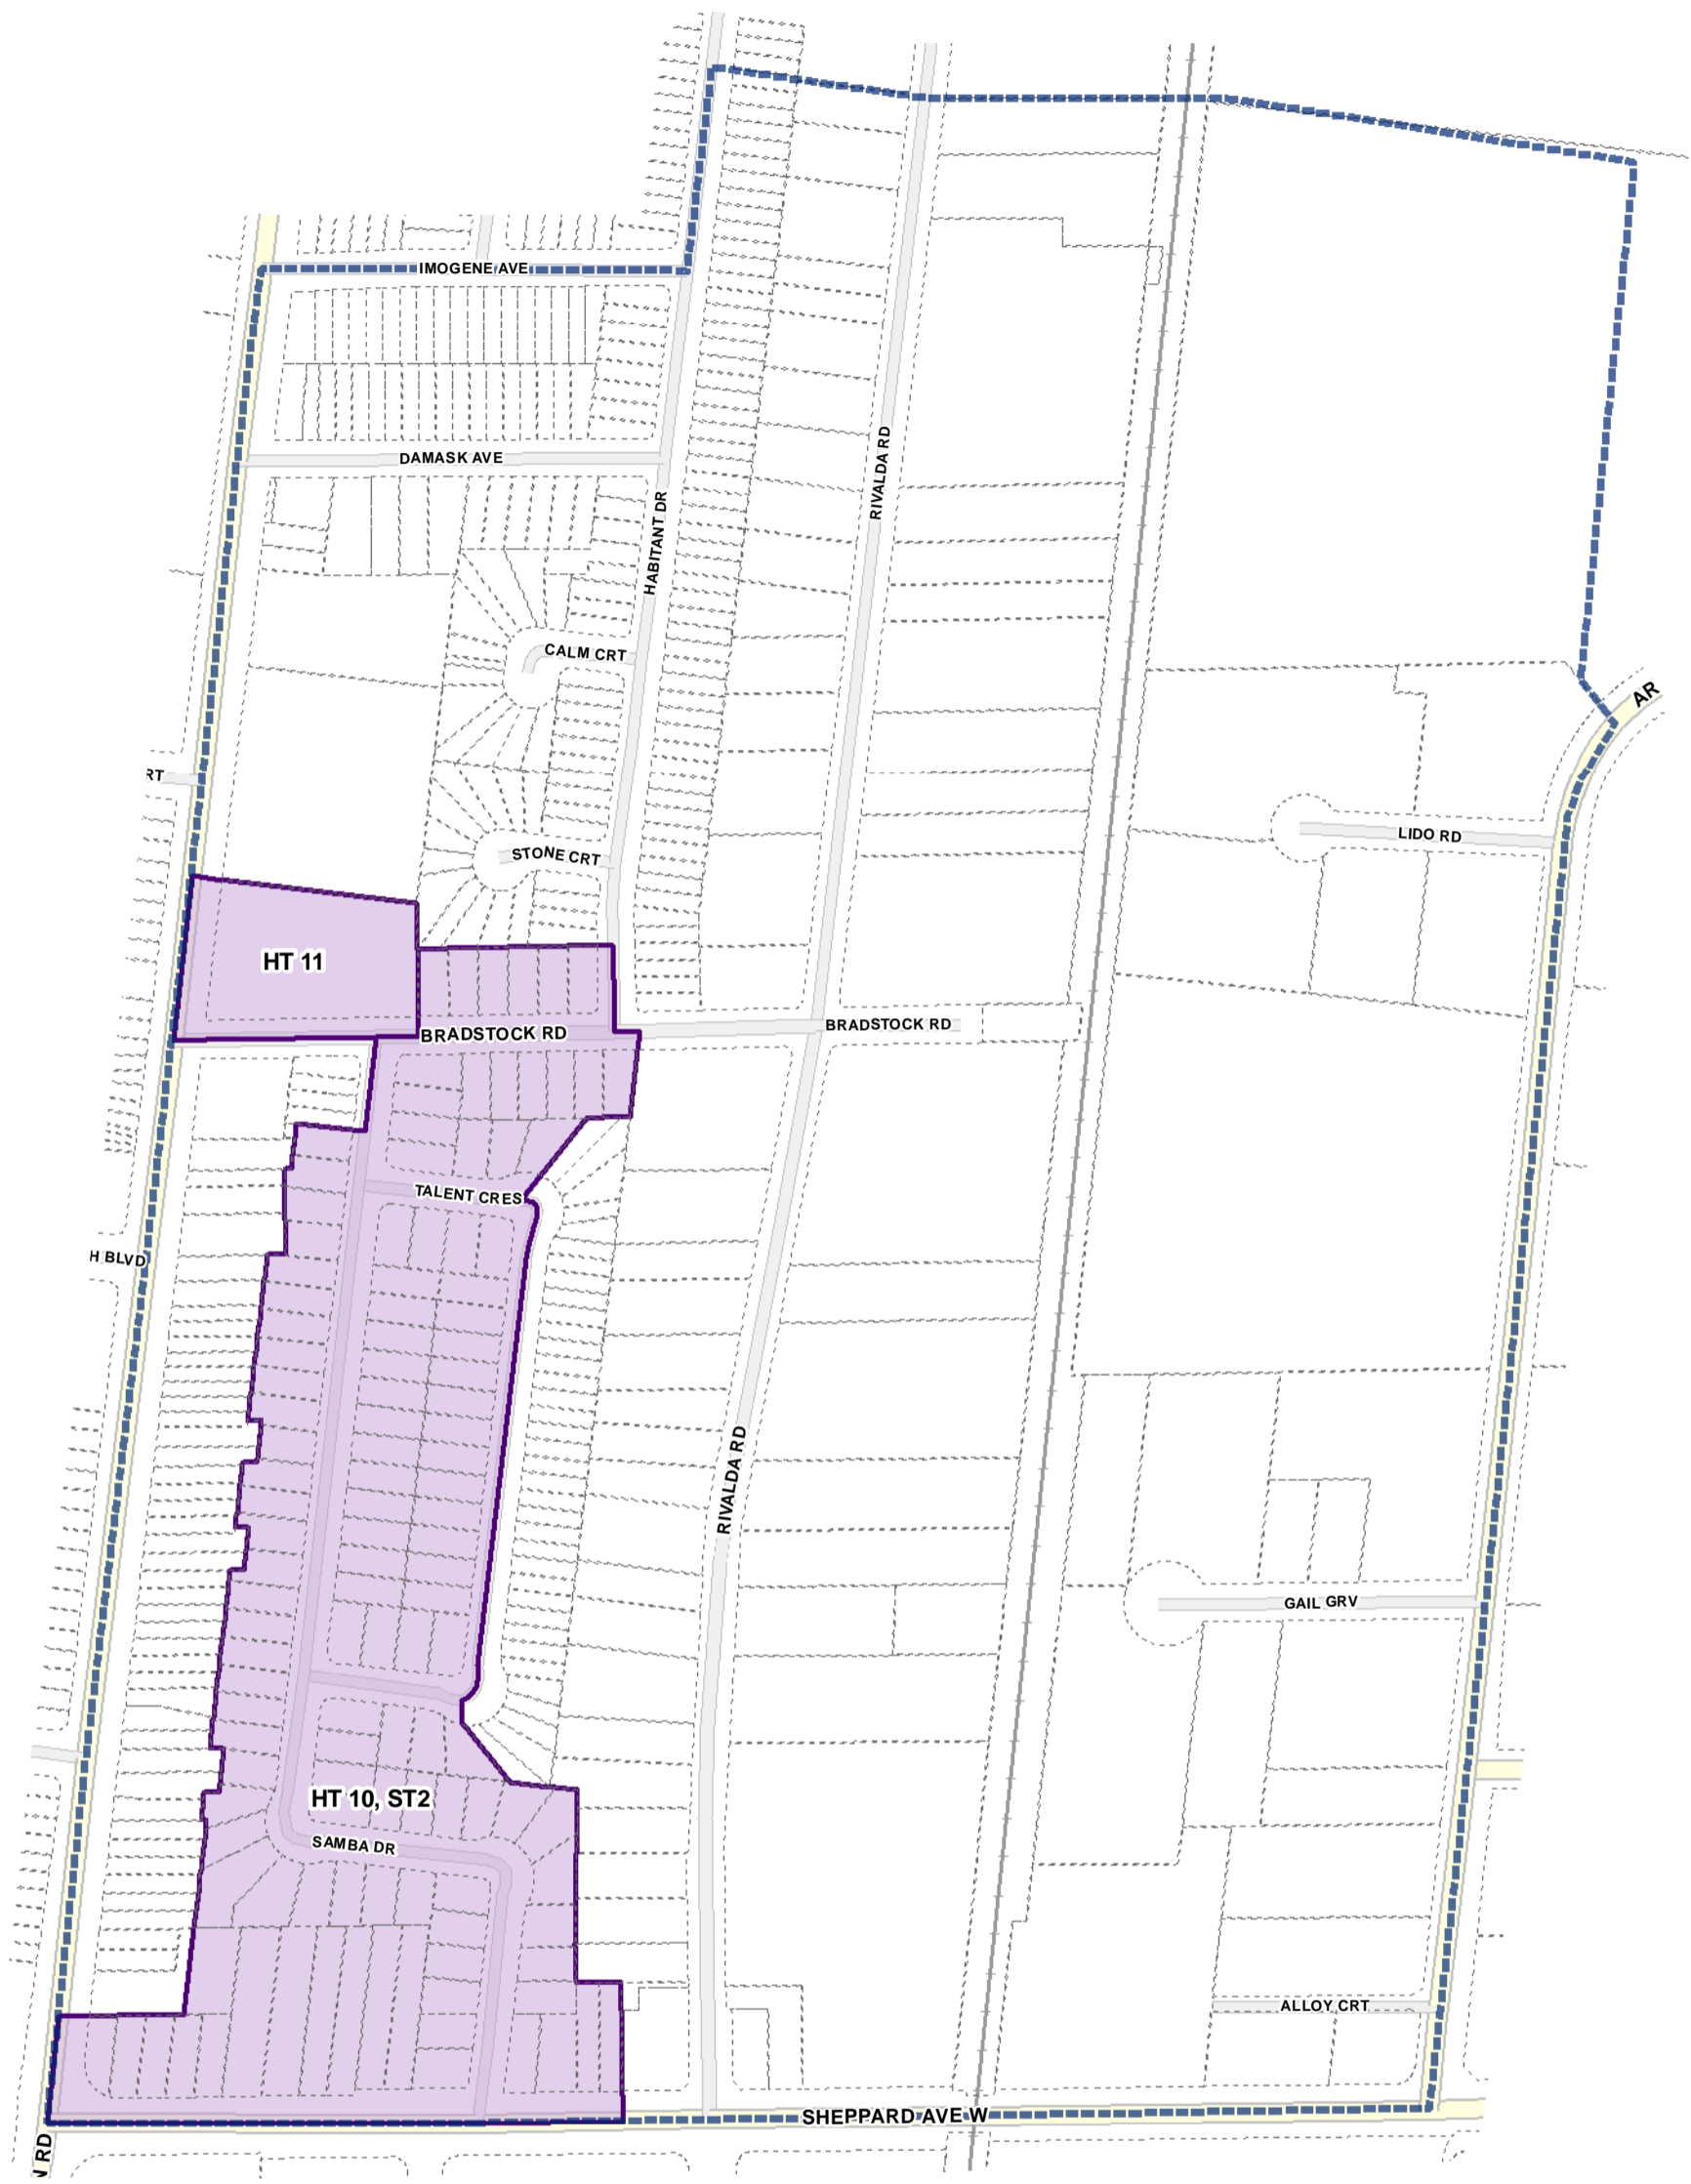 IMOGENE AVE
DAMASK AVE
RIVALDA RD
HABITANT DR
CALM CRT
AR
RT
LIDO RD
STONE CRT
HT 11
BRADSTOCK RD
BRADSTOCK RD
TALENT CRES
H BLVD
RIVALDA RD
GAIL GRV
HT 10, ST2
SAMBA DR
ALLOY CRT
SHEPPARD AVE W
N RD